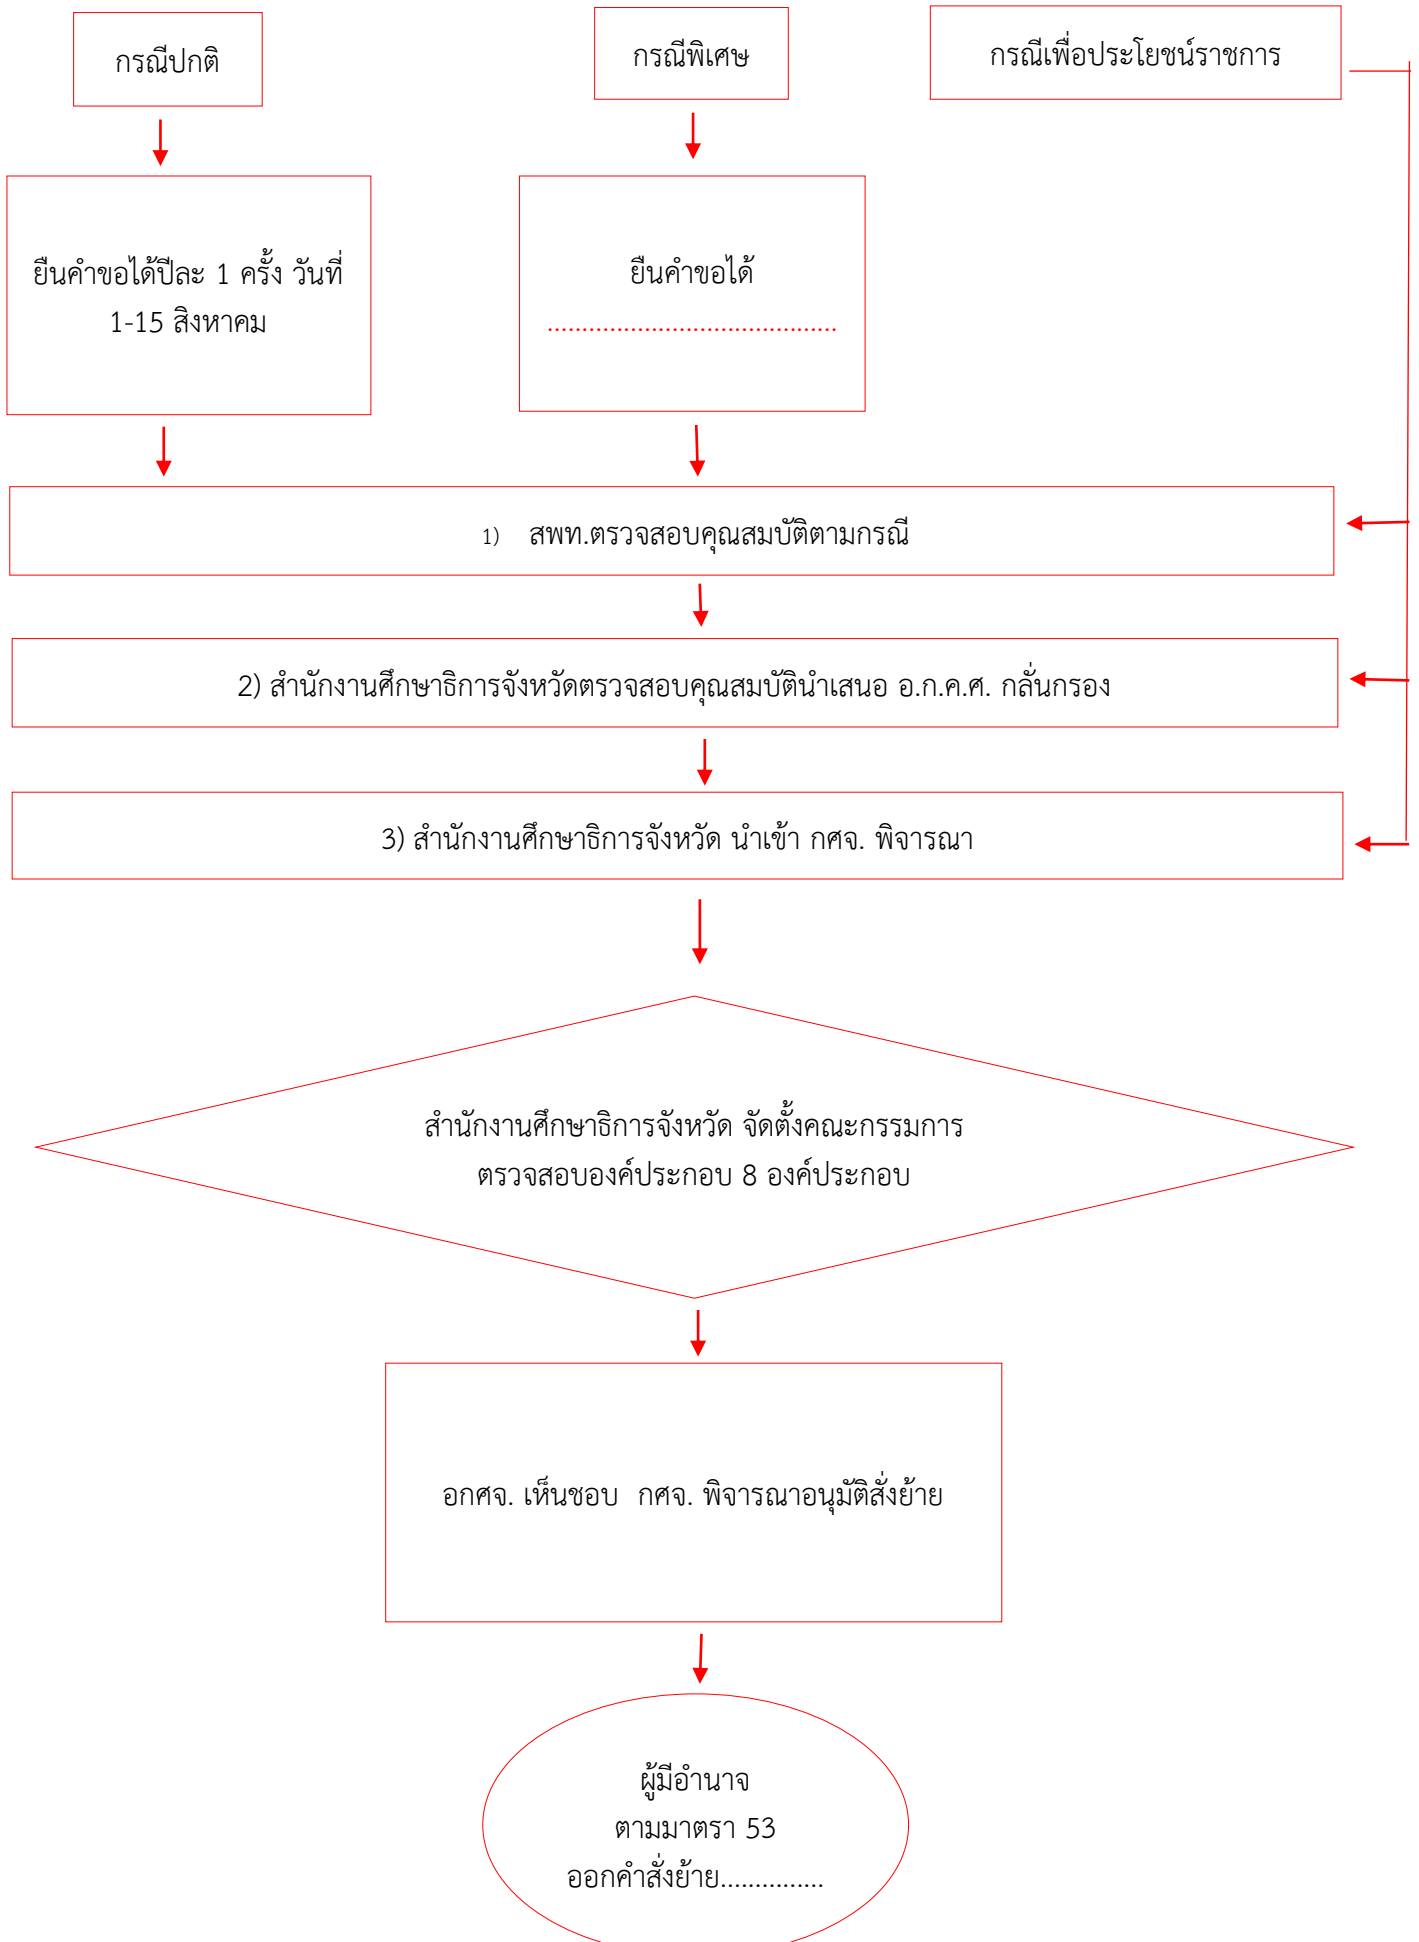 กรณีปกติ
กรณีพิเศษ
กรณีเพื่อประโยชน์ราชการ
ยืนคำขอได้ปีละ 1 ครั้ง วันที่
1-15 สิงหาคม
ยืนคำขอได้
..........................................
1) สพท.ตรวจสอบคุณสมบัติตามกรณี
2) สำนักงานศึกษาธิการจังหวัดตรวจสอบคุณสมบัตินำเสนอ อ.ก.ค.ศ. กลั่นกรอง
3) สำนักงานศึกษาธิการจังหวัด นำเข้า กศจ. พิจารณา
สำนักงานศึกษาธิการจังหวัด จัดตั้งคณะกรรมการ
ตรวจสอบองค์ประกอบ 8 องค์ประกอบ
อกศจ. เห็นชอบ  กศจ. พิจารณาอนุมัติสั่งย้าย
ผู้มีอำนาจ
ตามมาตรา 53
ออกคำสั่งย้าย...............